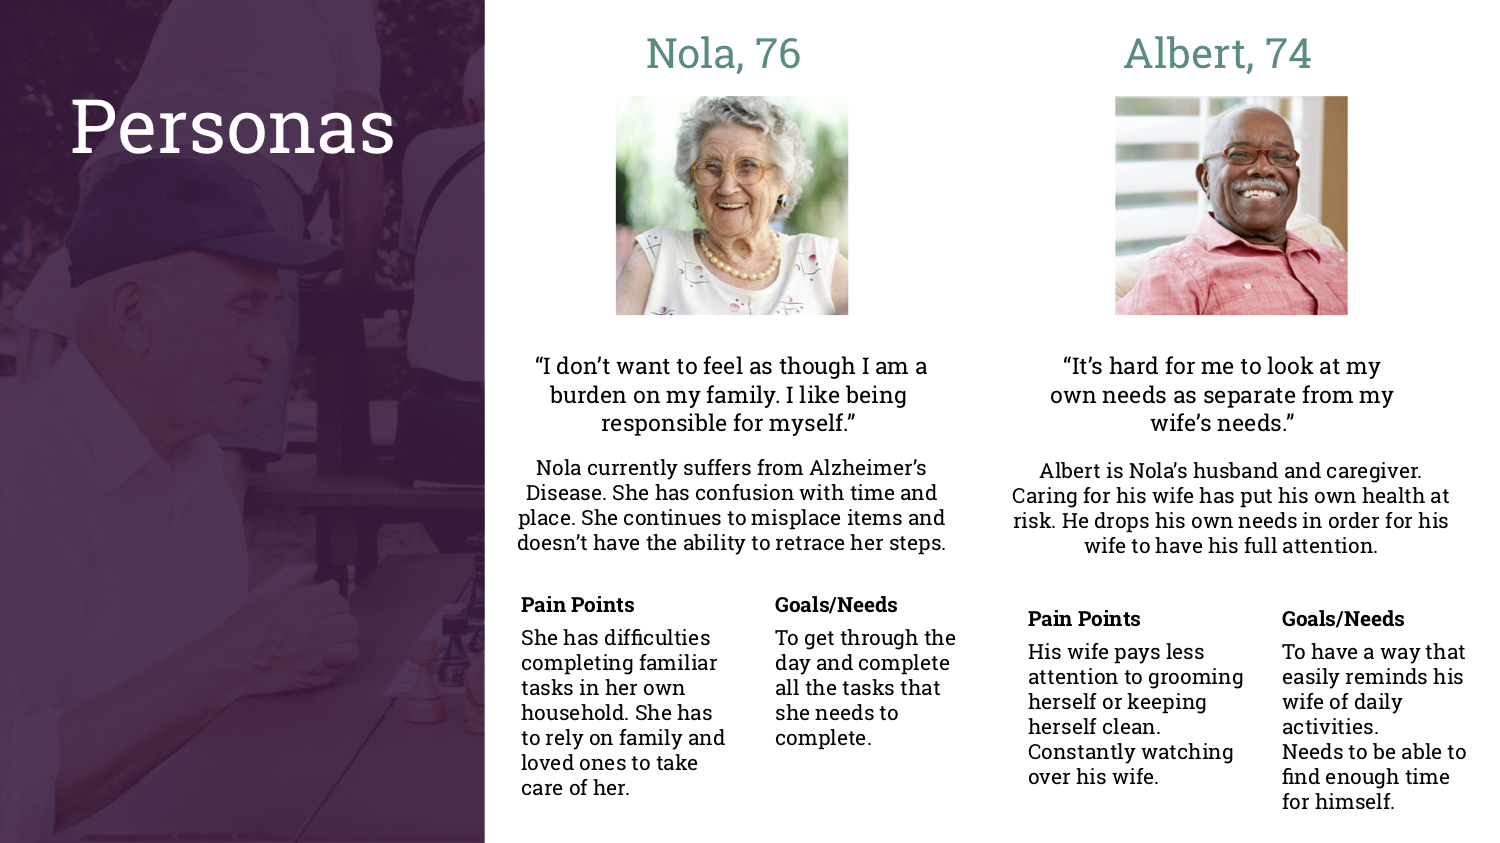 Personas
Nola, 76
“I don’t want to feel as though I am a
burden on my family. I like being
responsible for myself.”
Nola currently suffers from Alzheimer’s
Disease. She has confusion with time and
place. She continues to misplace items and
doesn’t have the ability to retrace her steps.
Pain Points
She has difficulties
completing familiar
tasks in her own
household. She has
to rely on family and
loved ones to take
care of her.
Goals/Needs
To get through the
day and complete
all the tasks that
she needs to
complete.
Albert, 74
“It’s hard for me to look at my
own needs as separate from my
wife’s needs.”
Albert is Nola’s husband and caregiver.
Caring for his wife has put his own health at
risk. He drops his own needs in order for his
wife to have his full attention.
Pain Points
His wife pays less
attention to grooming
herself or keeping
herself clean.
Constantly watching
over his wife.
Goals/Needs
To have a way that
easily reminds his
wife of daily
activities.
Needs to be able to
find enough time
for himself.